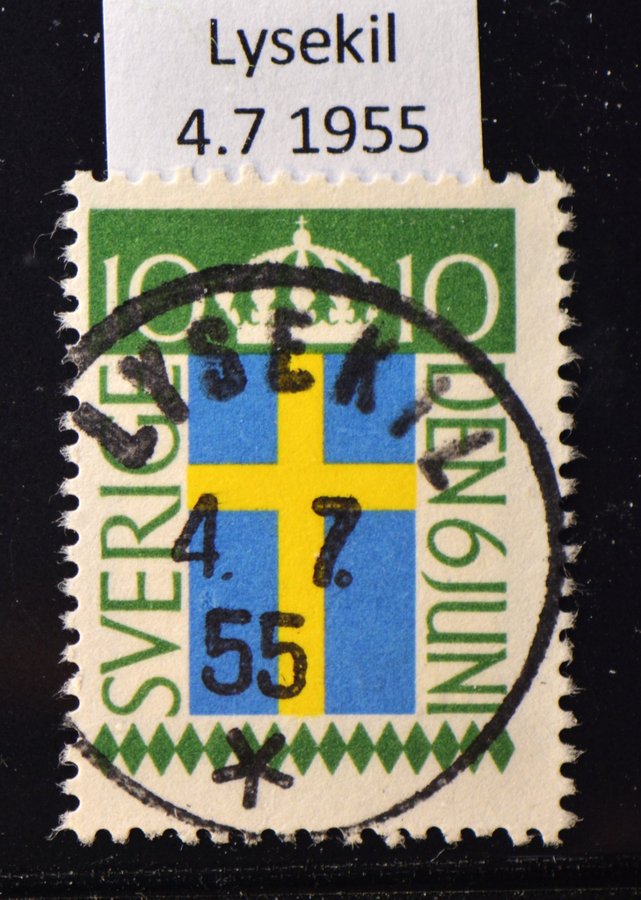 Lysekil
4.7 1955
10 10
SVERIGE
DEN 6 JUNI
LYSEKIL
4. 7.
55
*